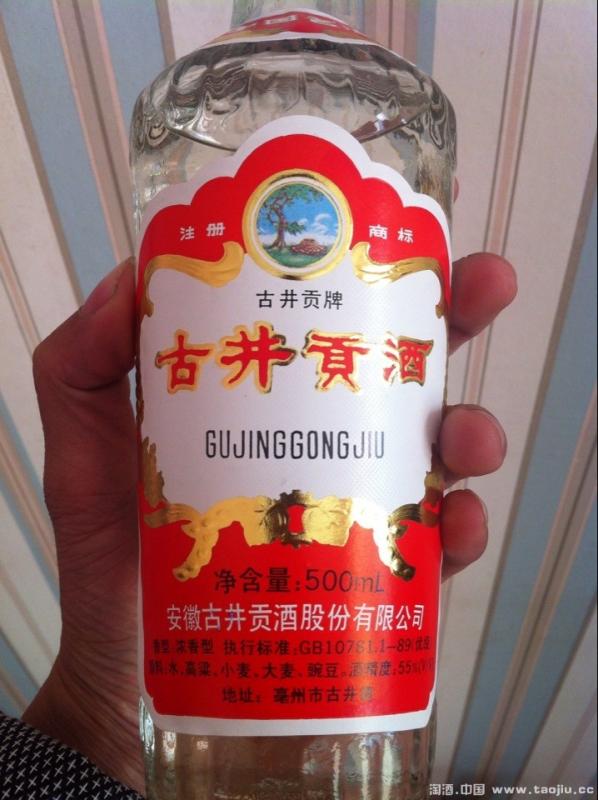 注册 商标
古井贡牌
古井贡酒
GUJINGGONGJIU
净含量:500mL
安徽古井贡酒股份有限公司
香型:浓香型 执行标准:GB10781.1-89(优级
原料:水、高粱、小麦、大麦、豌豆。酒精度:55%(V/V
地址: 亳州市古井镇
淘酒.中国 www.taojiu.cc